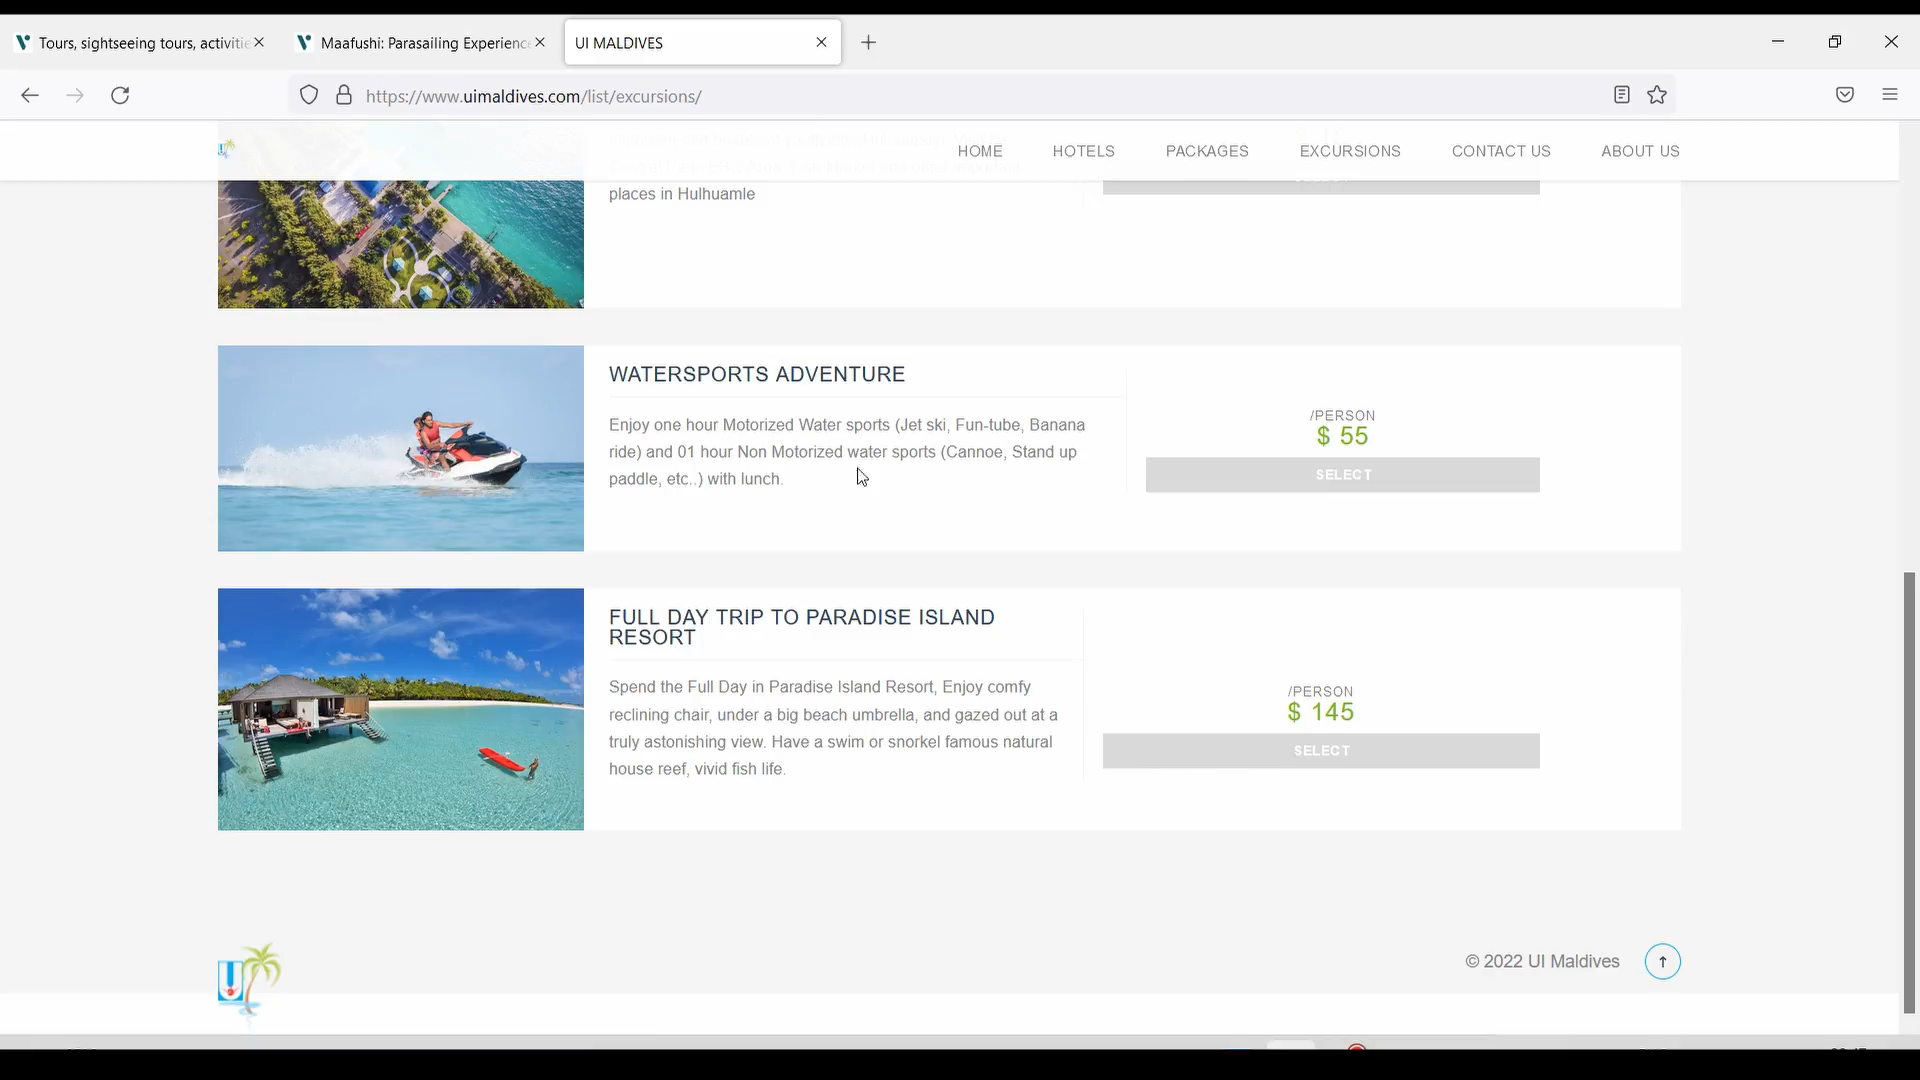 Tours, sightseeing tours, activitie
Maafushi: Parasailing Experience
UI MALDIVES
https://www.uimaldives.com/list/excursions/
HOME
HOTELS
PACKAGES
EXCURSIONS
CONTACT US
ABOUT US
places in Hulhuamle
WATERSPORTS ADVENTURE
Enjoy one hour Motorized Water sports (Jet ski, Fun-tube, Banana
ride) and 01 hour Non Motorized water sports (Cannoe, Stand up
paddle, etc..) with lunch.
/PERSON
$ 55
SELECT
FULL DAY TRIP TO PARADISE ISLAND
RESORT
Spend the Full Day in Paradise Island Resort, Enjoy comfy
reclining chair, under a big beach umbrella, and gazed out at a
truly astonishing view. Have a swim or snorkel famous natural
house reef, vivid fish life.
/PERSON
$ 145
SELECT
© 2022 UI Maldives